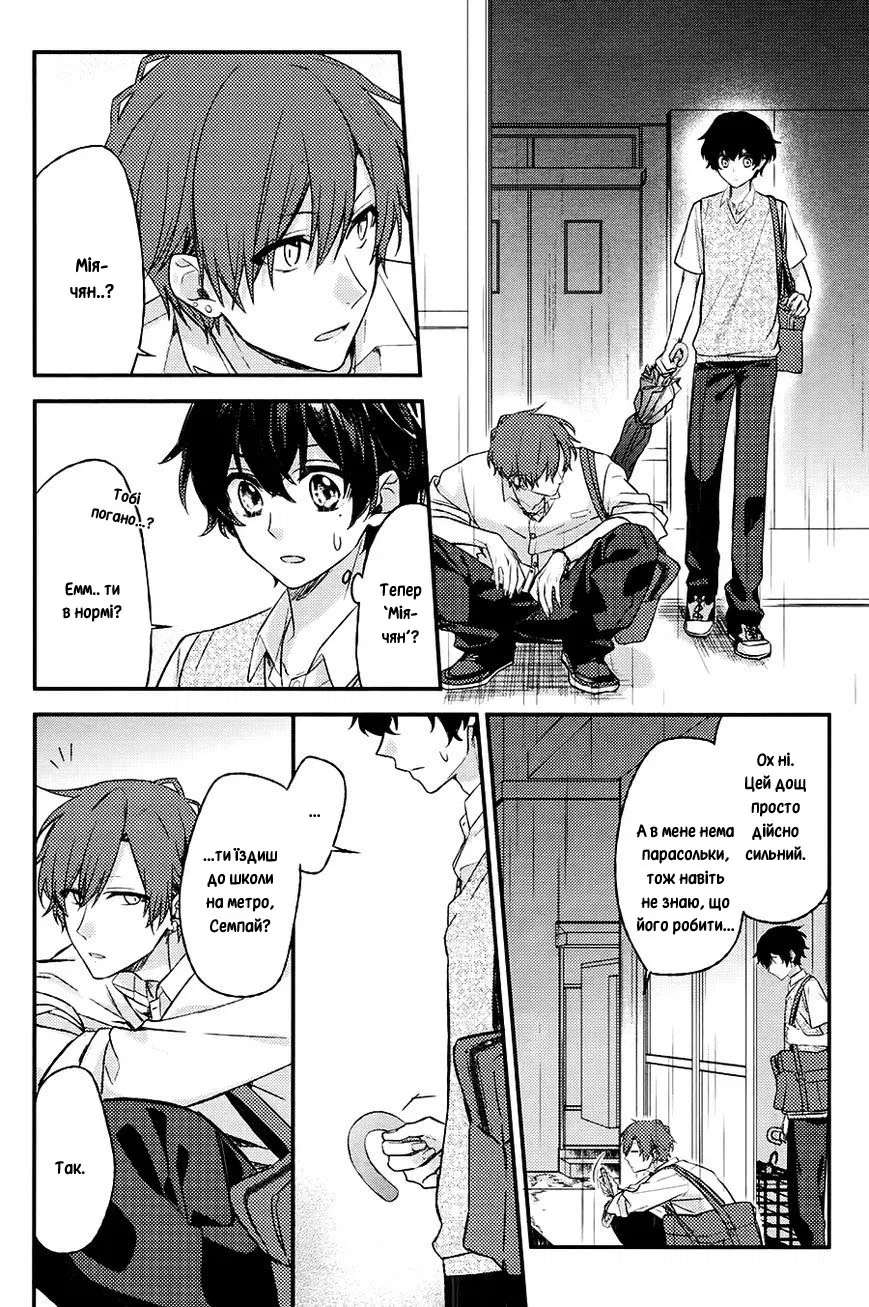 Мія-
чян..?
Тепер
‘Мія-
чян’?
Тобі
погано...?
Емм.. ти
в нормі?
Ох ні.
Цей дощ
просто
дійсно
сильний.
А в мене нема
парасольки,
тож навіть
не знаю, що
його робити...
...
...ти їздиш
до школи
на метро,
Семпай?
Так.